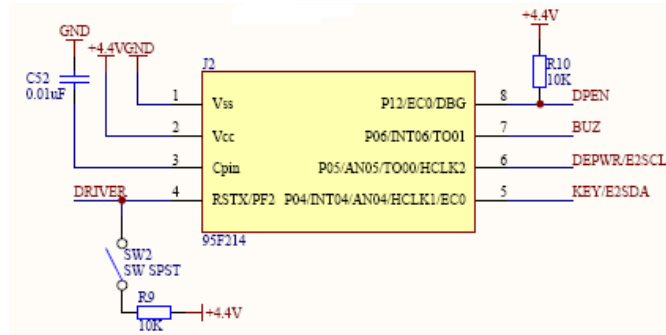 GND
+4.4V
+4.4VGND
J2
C52
0.01uF
R10
10K
1
Vss
P12/EC0/DBG
8
DPEN
2
Vcc
P06/INT06/TO01
7
BUZ
3
Cpin
P05/AN05/TO00/HCLK2
6
DEPWR/E2SCL
DRIVER
4
RSTX/PF2
P04/INT04/AN04/HCLK1/EC0
5
KEY/E2SDA
95F214
SW2
SW SPST
R9
+4.4V
10K